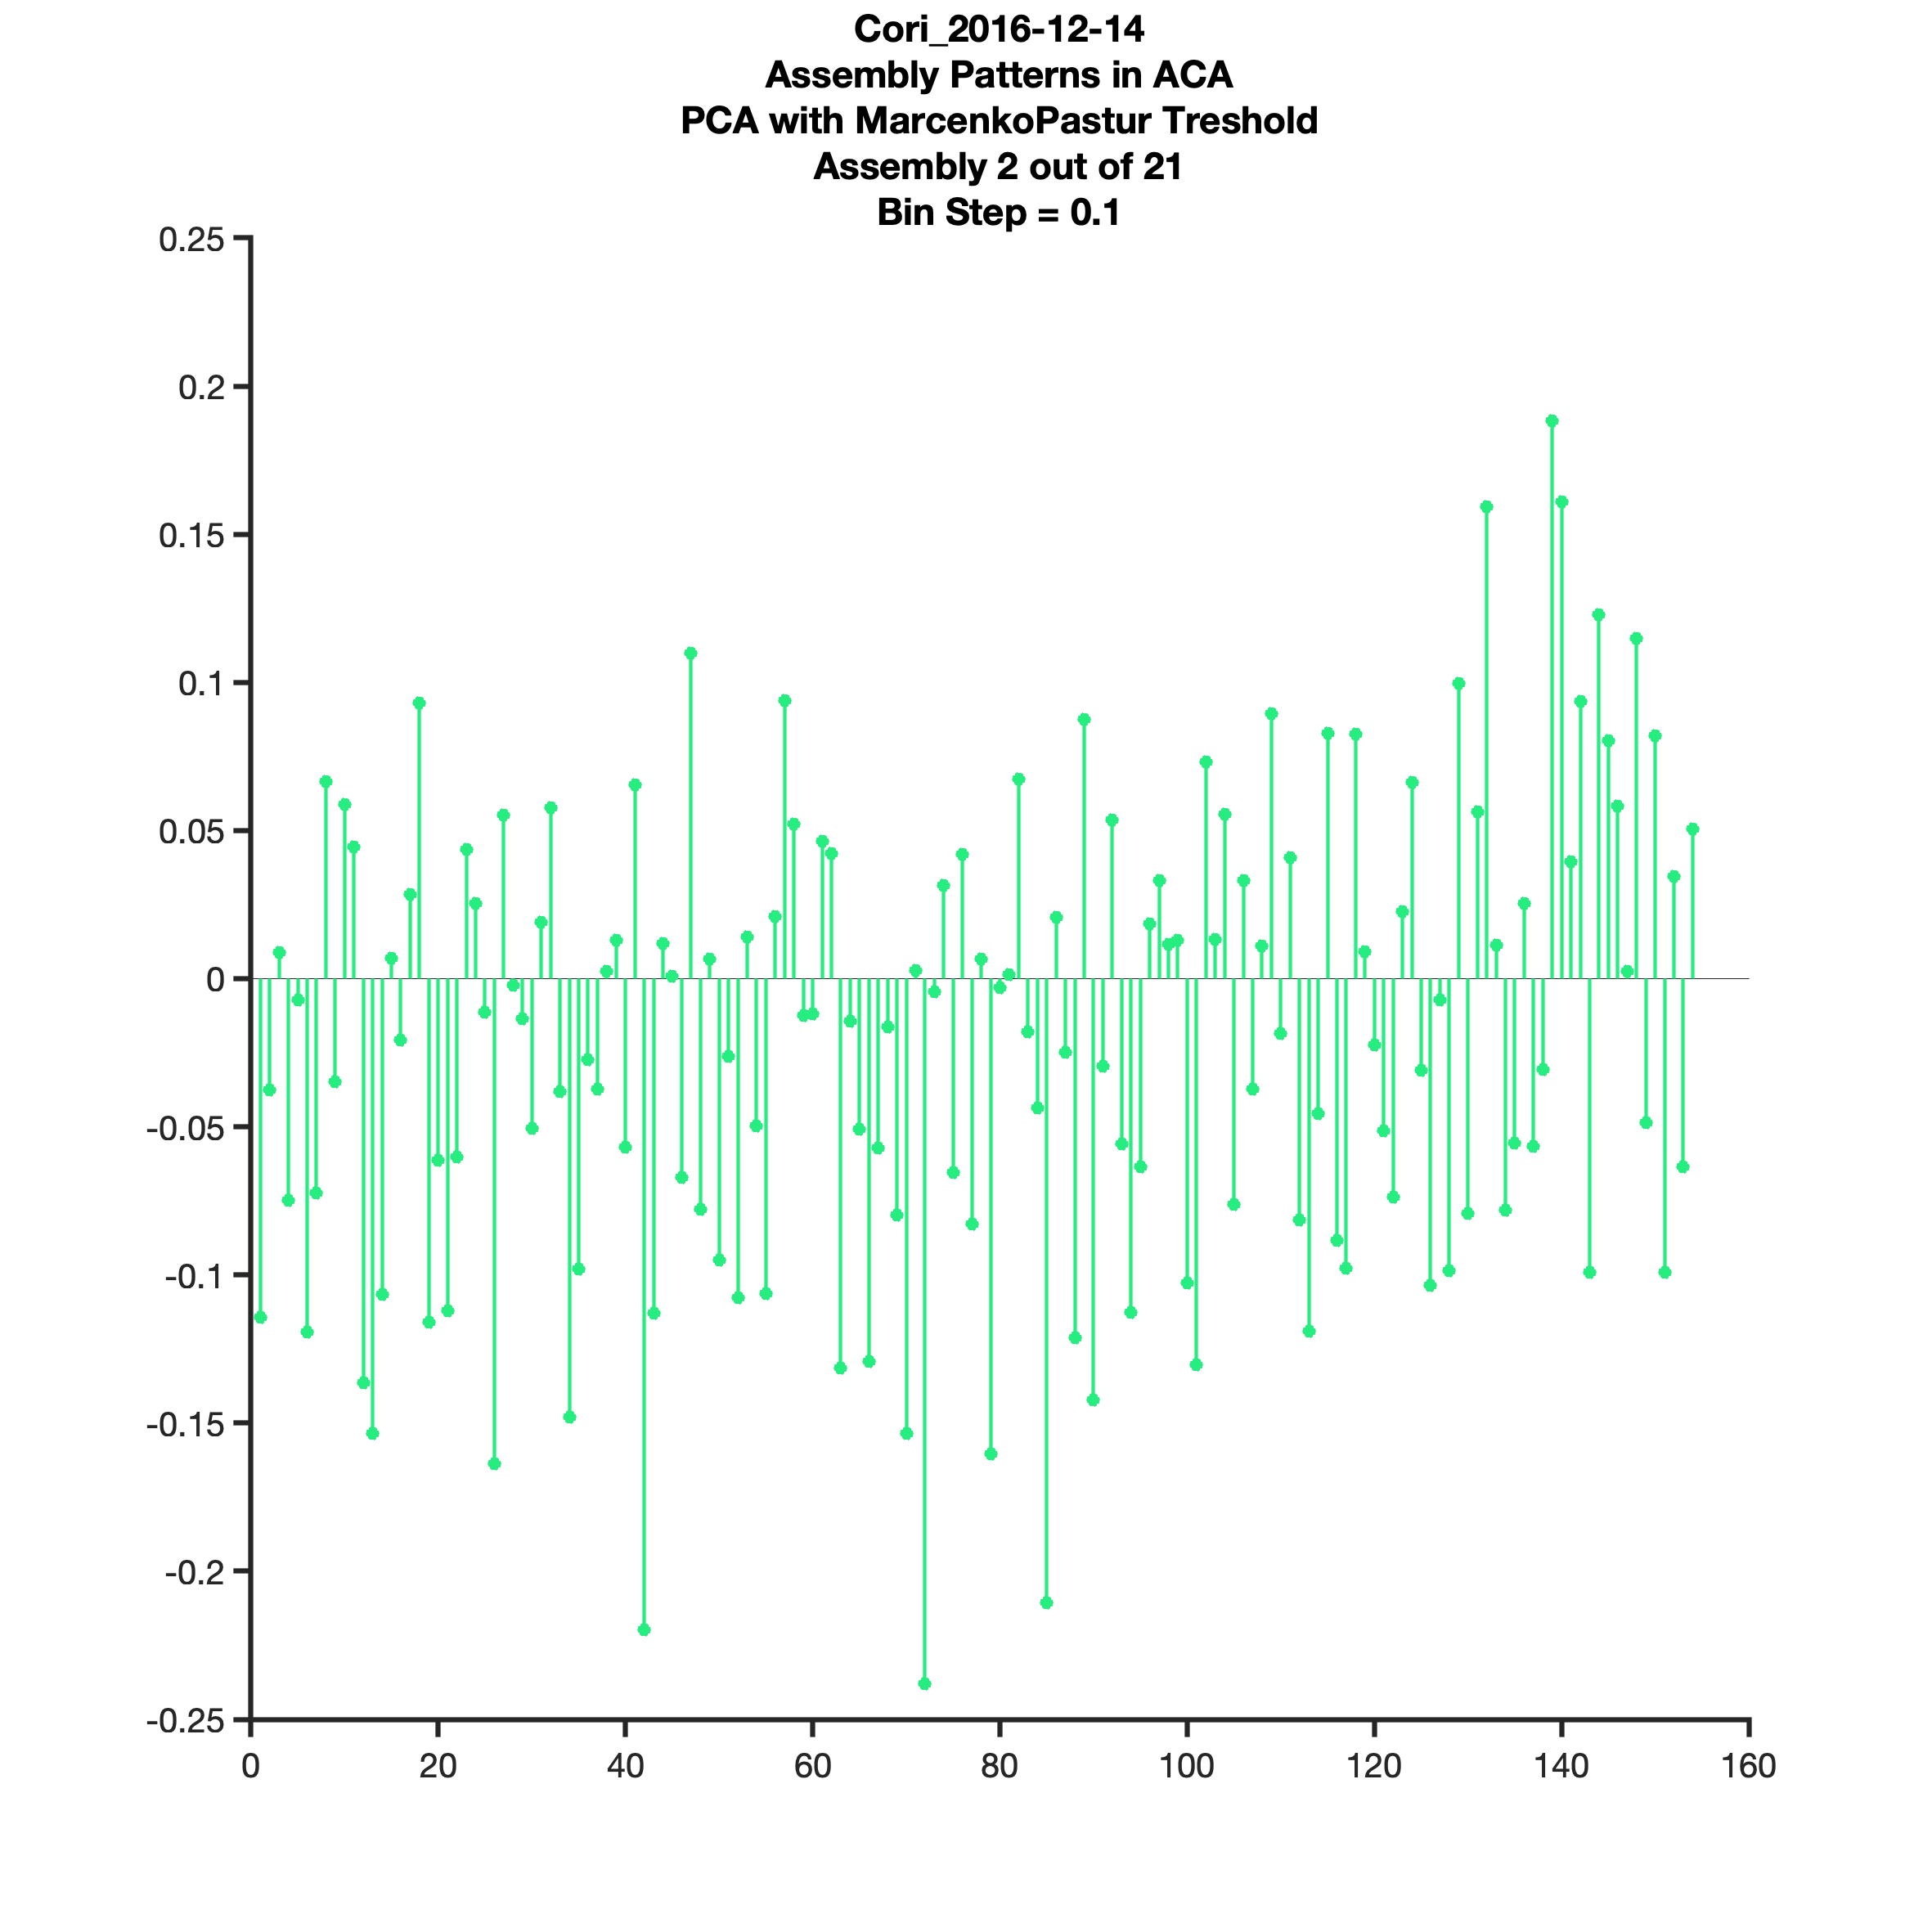 Cori_2016-12-14
Assembly Patterns in ACA
PCA with MarcenkoPastur Treshold
Assembly 2 out of 21
Bin Step = 0.1
0.25
0.2
0.15
0.1
0.05
0
-0.05
-0.1
-0.15
-0.2
-0.25
0 20 40 60 80 100 120 140 160